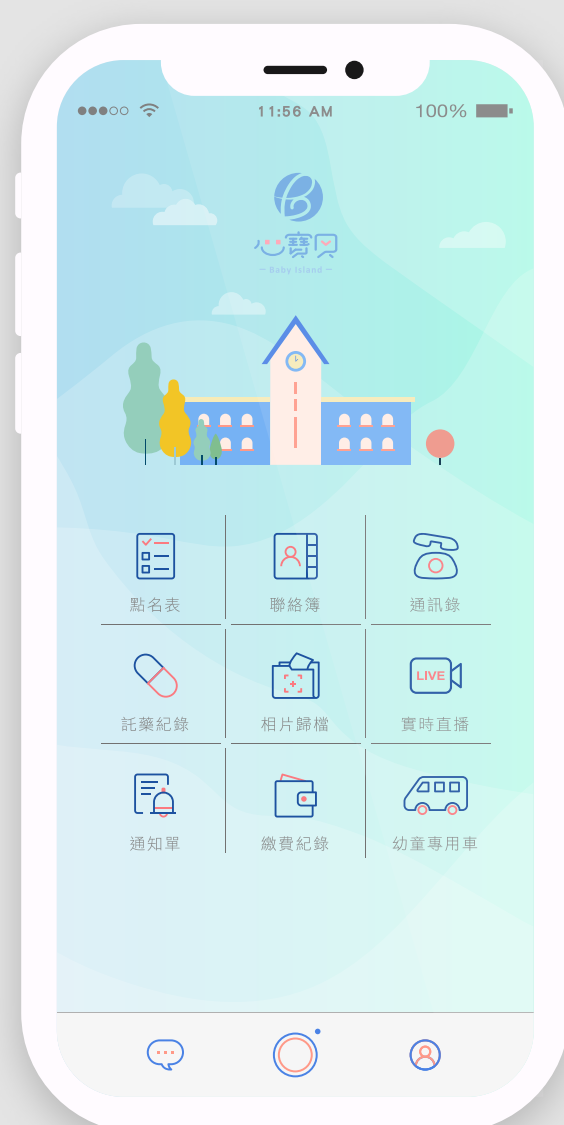 11:56 AM
100%
B
心寶貝
Baby Island
點名表
聯絡簿
通訊錄
託藥紀錄
相片歸檔
LIVE
實時直播
通知單
繳費紀錄
幼童專用車